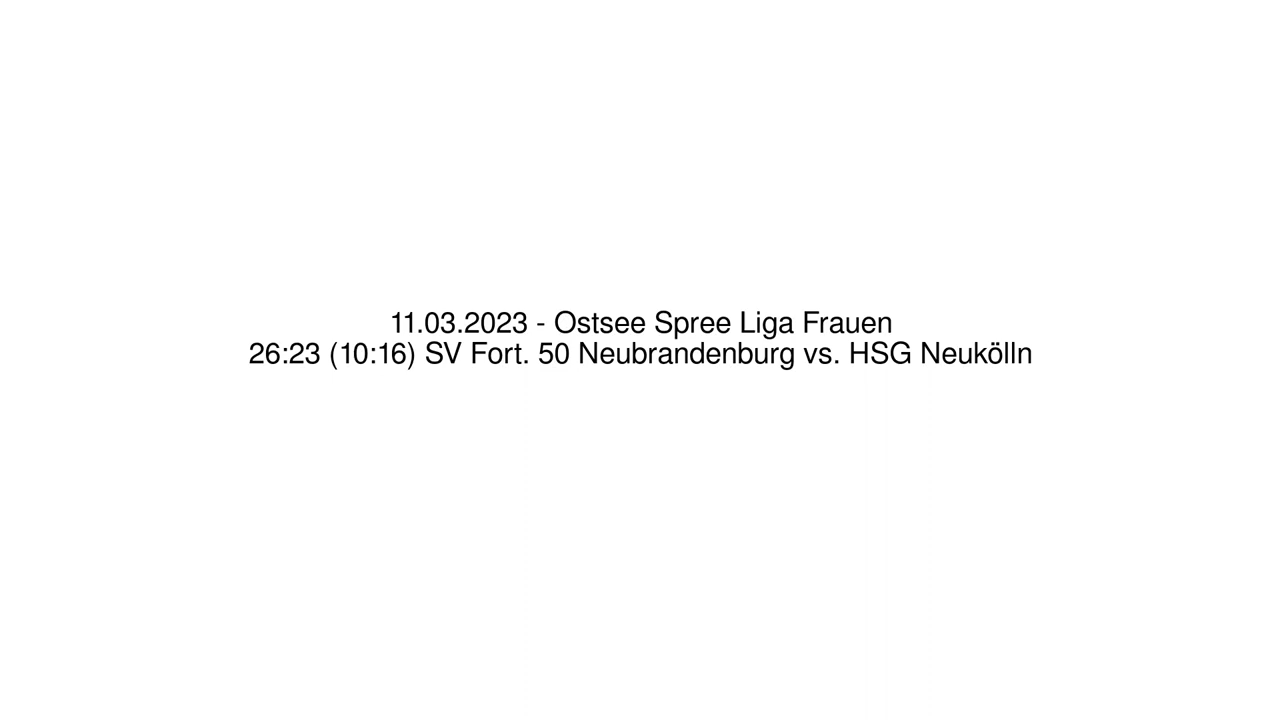 11.03.2023 - Ostsee Spree Liga Frauen
26:23 (10:16) SV Fort. 50 Neubrandenburg vs. HSG Neukölln